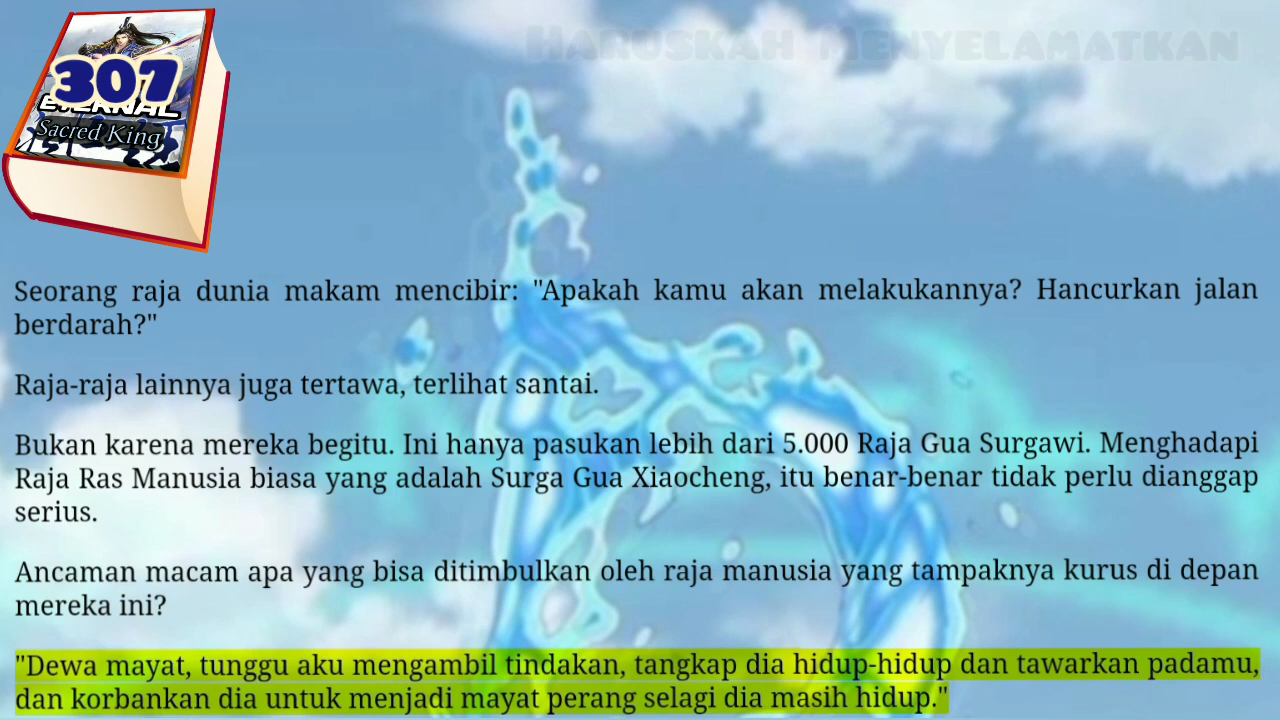 HARUSKAH MENYELAMATKAN
307
ETERNAL
Sacred King
Seorang raja dunia makam mencibir: "Apakah kamu akan melakukannya? Hancurkan jalan
berdarah?"
Raja-raja lainnya juga tertawa, terlihat santai.
Bukan karena mereka begitu. Ini hanya pasukan lebih dari 5.000 Raja Gua Surgawi. Menghadapi
Raja Ras Manusia biasa yang adalah Surga Gua Xiaocheng, itu benar-benar tidak perlu dianggap
serius.
Ancaman macam apa yang bisa ditimbulkan oleh raja manusia yang tampaknya kurus di depan
mereka ini?
"Dewa mayat, tunggu aku mengambil tindakan, tangkap dia hidup-hidup dan tawarkan padamu,
dan korbankan dia untuk menjadi mayat perang selagi dia masih hidup."